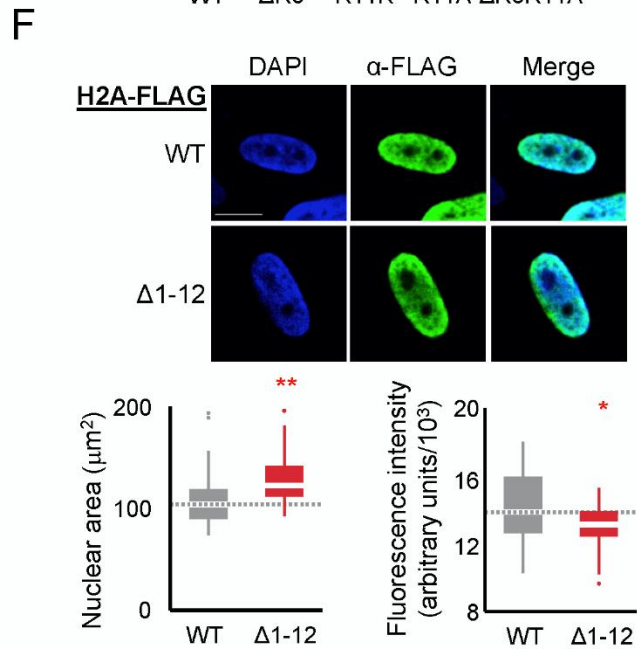 F
DAPI α-FLAG Merge
H2A-FLAG
WT
Δ1-12
** *
200 20
100 16
12
0 8
Nuclear area (μm²)
WT Δ1-12
Fluorescence intensity
(arbitrary units/10³)
WT Δ1-12